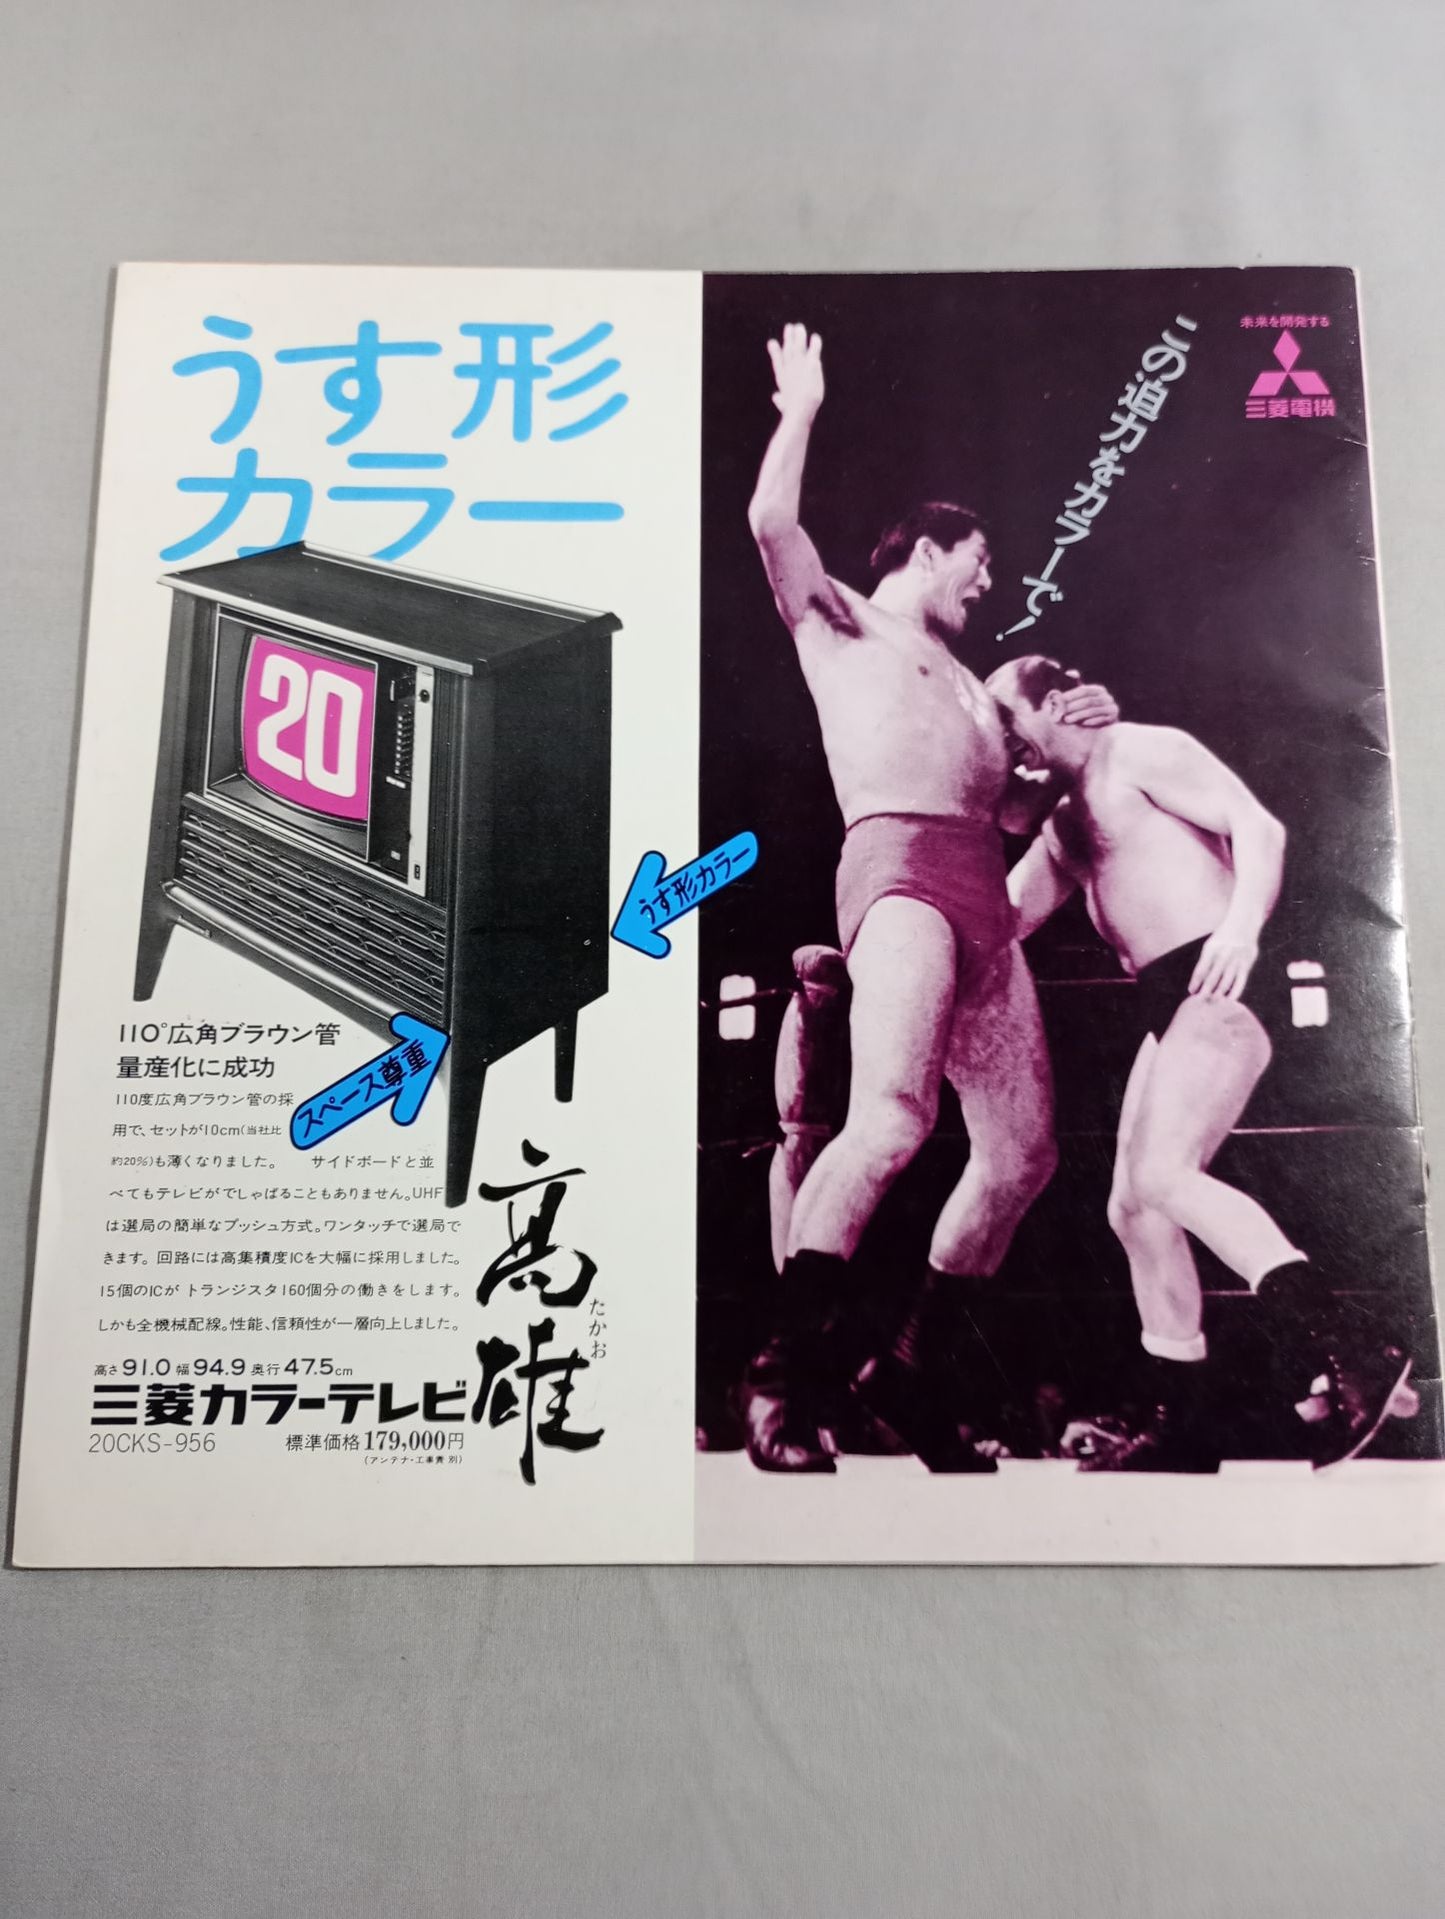 うす形
カラー
20
うす形カラー
スペース尊重
110°広角ブラウン管
量産化に成功
110度広角ブラウン管の採
用で、セットが10cm(当社比
約20%)も薄くなりました。 サイドボードと並
べてもテレビがでしゃばることもありません。UHF
は選局の簡単なプッシュ方式。ワンタッチで選局で
きます。回路には高集積度ICを大幅に採用しました。
15個のICがトランジスタ160個分の働きをします。
しかも全機械配線。性能、信頼性が一層向上しました。
高さ91.0 幅94.9 奥行47.5cm
三菱カラーテレビ
高雄
たかお
20CKS-956 標準価格179,000円
(アンテナ・工事費 別)
この迫力をカラーで!
未来を開発する
三菱電機